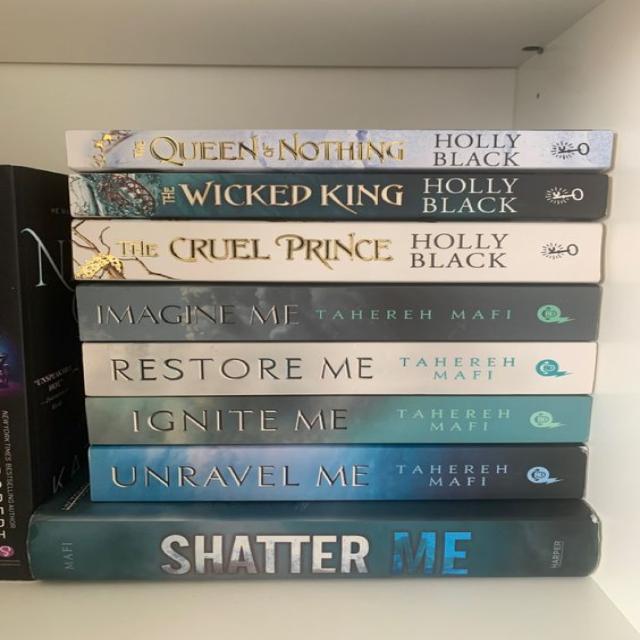 THE QUEEN OF NOTHING
HOLLY
BLACK
THE WICKED KING
HOLLY
BLACK
THE CRUEL PRINCE
HOLLY
BLACK
IMAGINE ME TAHEREH MAFI
RESTORE ME
TAHEREH
MAFI
IGNITE ME
TAHEREH
MAFI
UNRAVEL ME
TAHEREH
MAFI
MAFI
SHATTER ME
HARPER
NEW YORK TIMES BESTSELLING AUTHOR